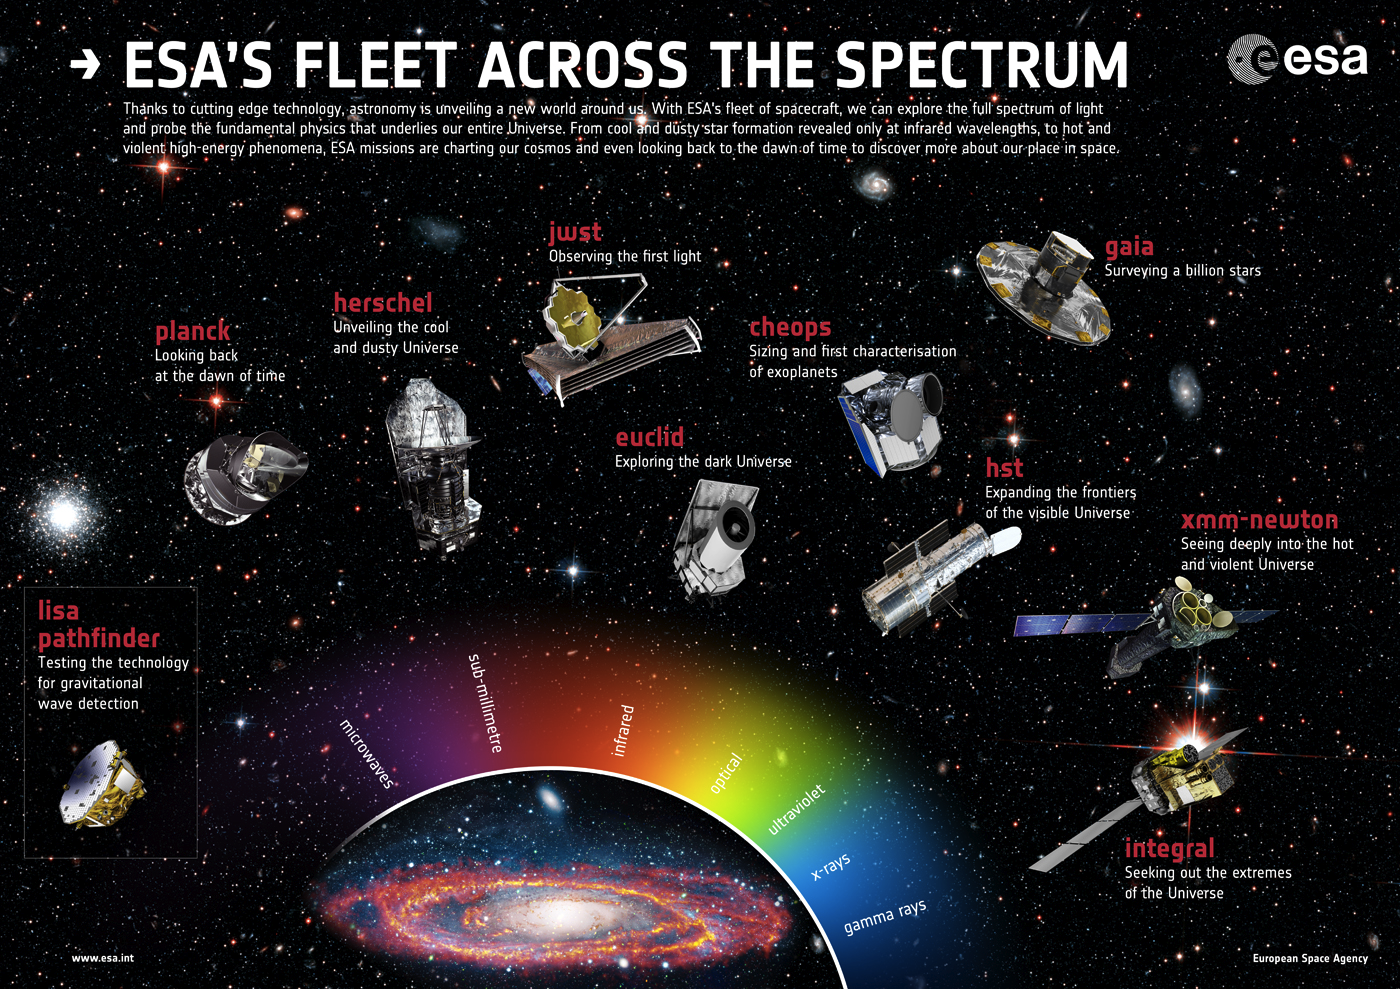 → ESA'S FLEET ACROSS THE SPECTRUM
esa
Thanks to cutting edge technology, astronomy is unveiling a new world around us. With ESA's fleet of spacecraft, we can explore the full spectrum of light
and probe the fundamental physics that underlies our entire Universe. From cool and dusty star formation revealed only at infrared wavelengths, to hot and
violent high-energy phenomena, ESA missions are charting our cosmos and even looking back to the dawn of time to discover more about our place in space.
jwst
Observing the first light
gaia
Surveying a billion stars
herschel
Unveiling the cool
and dusty Universe
planck
Looking back
at the dawn of time
cheops
Sizing and first characterisation
of exoplanets
euclid
Exploring the dark Universe
hst
Expanding the frontiers
of the visible Universe
xmm-newton
Seeing deeply into the hot
and violent Universe
lisa
pathfinder
Testing the technology
for gravitational
wave detection
microwaves
sub-millimetre
infrared
optical
ultraviolet
x-rays
gamma rays
integral
Seeking out the extremes
of the Universe
www.esa.int
European Space Agency